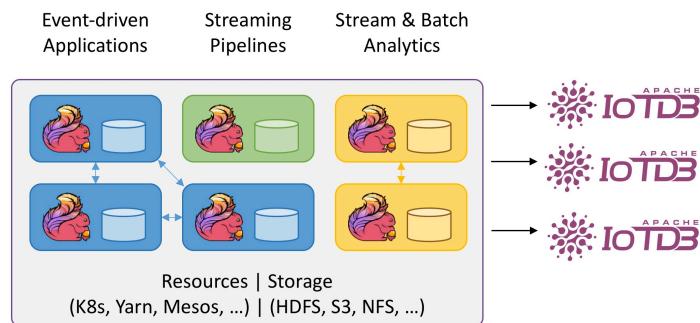 Event-driven
Applications
Streaming
Pipelines
Stream & Batch
Analytics
APACHE
IoTDB
APACHE
IoTDB
APACHE
IoTDB
Resources | Storage
(K8s, Yarn, Mesos, ...) | (HDFS, S3, NFS, ...)